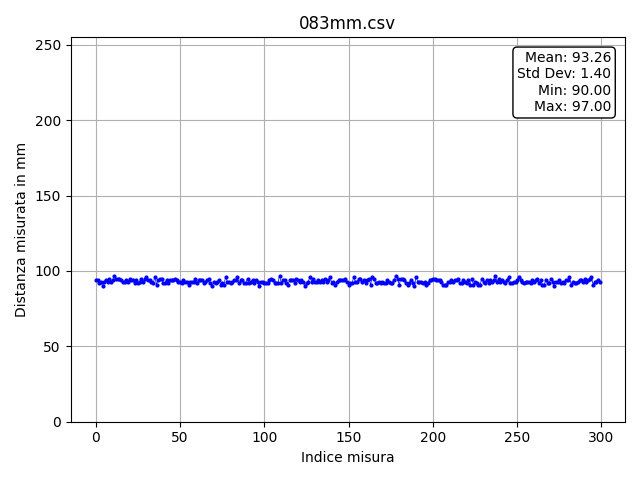 083mm.csv
Mean: 93.26
Std Dev: 1.40
Min: 90.00
Max: 97.00
Distanza misurata in mm
250
200
150
100
50
0
0 50 100 150 200 250 300
Indice misura